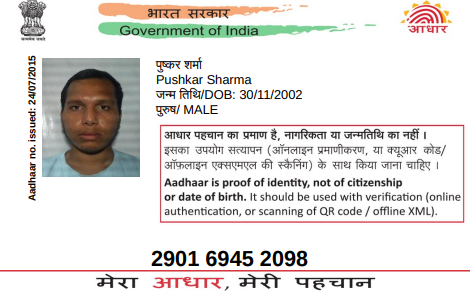 भारत सरकार
Government of India
आधार
Aadhaar no. issued: 24/07/2015
पुष्कर शर्मा
Pushkar Sharma
जन्म तिथि/DOB: 30/11/2002
पुरुष/ MALE
आधार पहचान का प्रमाण है, नागरिकता या जन्मतिथि का नहीं ।
इसका उपयोग सत्यापन (ऑनलाइन प्रमाणीकरण, या क्यूआर कोड/
ऑफ़लाइन एक्सएमएल की स्कैनिंग) के साथ किया जाना चाहिए ।
Aadhaar is proof of identity, not of citizenship
or date of birth. It should be used with verification (online
authentication, or scanning of QR code / offline XML).
2901 6945 2098
मेरा आधार, मेरी पहचान